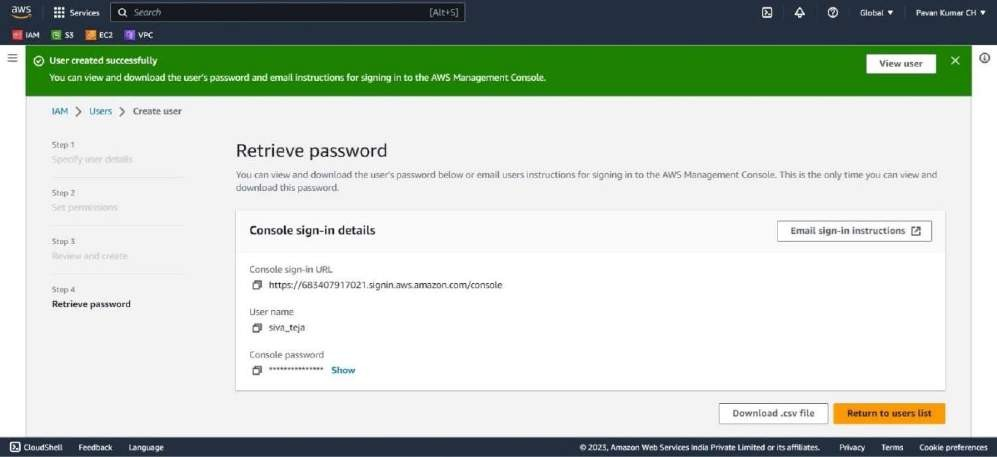 aws
Services
Search
[Alt+S]
Global
Pavan Kumar CH
IAM
S3
EC2
VPC
User created successfully
You can view and download the user's password and email instructions for signing in to the AWS Management Console.
View user
IAM > Users > Create user
Step 1
Specify user details
Step 2
Set permissions
Step 3
Review and create
Step 4
Retrieve password
Retrieve password
You can view and download the user's password below or email users instructions for signing in to the AWS Management Console. This is the only time you can view and
download this password.
Console sign-in details
Email sign-in instructions
Console sign-in URL
https://683407917021.signin.aws.amazon.com/console
User name
siva_teja
Console password
*************** Show
Download .csv file
Return to users list
CloudShell
Feedback
Language
© 2023, Amazon Web Services India Private Limited or its affiliates.
Privacy
Terms
Cookie preferences